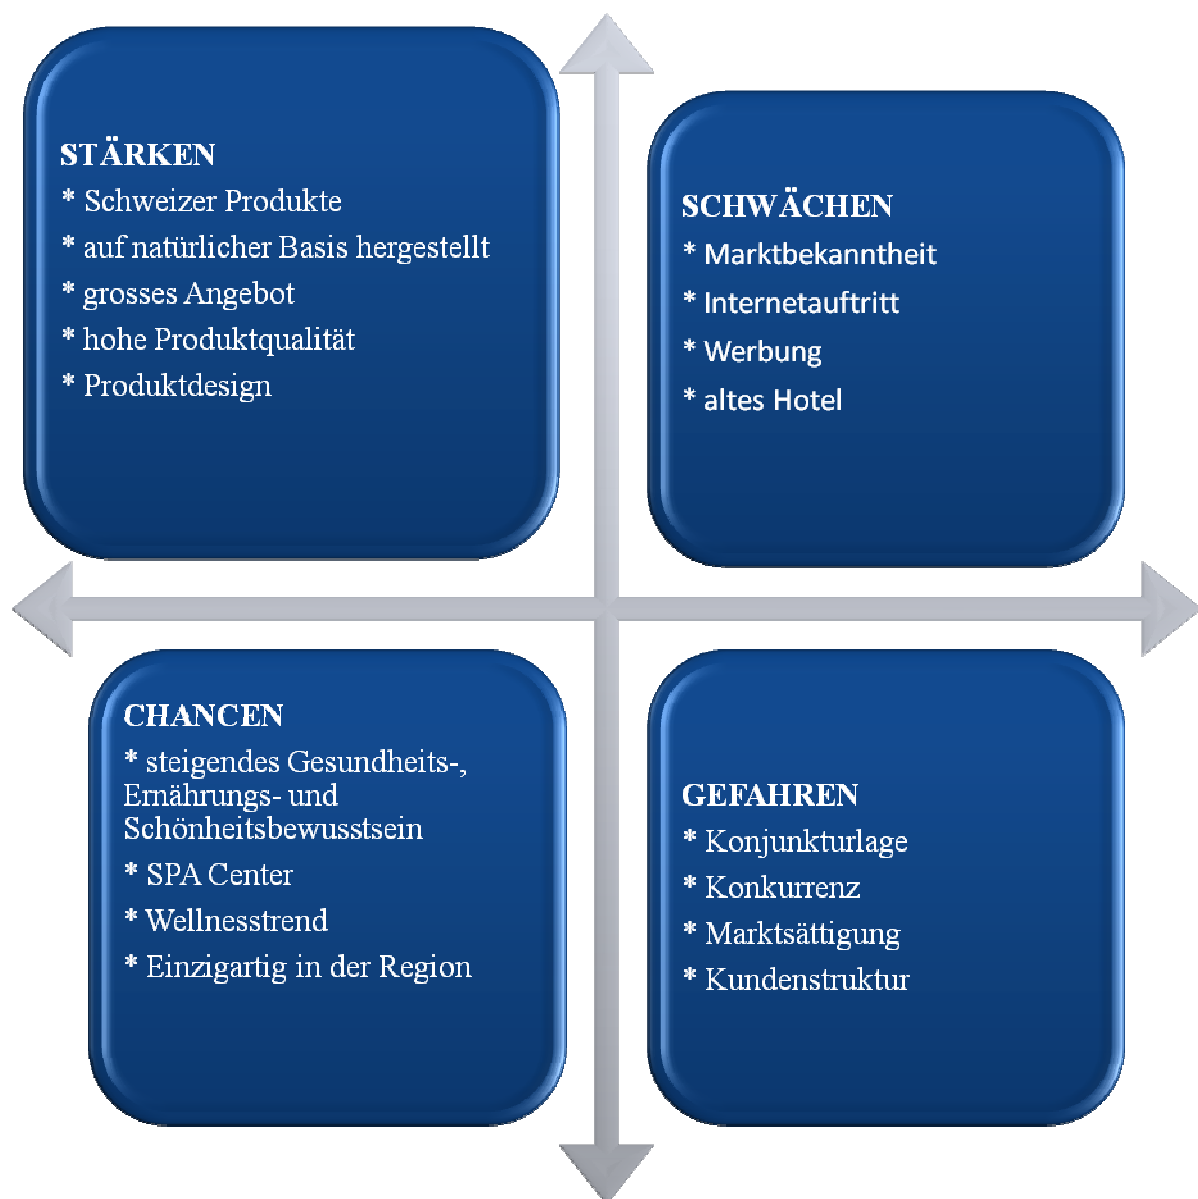 STÄRKEN
* Schweizer Produkte
* auf natürlicher Basis hergestellt
* grosses Angebot
* hohe Produktqualität
* Produktdesign
SCHWÄCHEN
* Marktbekanntheit
* Internetauftritt
* Werbung
* altes Hotel
CHANCEN
* steigendes Gesundheits-,
Ernährungs- und
Schönheitsbewusstsein
* SPA Center
* Wellnesstrend
* Einzigartig in der Region
GEFAHREN
* Konjunkturlage
* Konkurrenz
* Marktsättigung
* Kundenstruktur